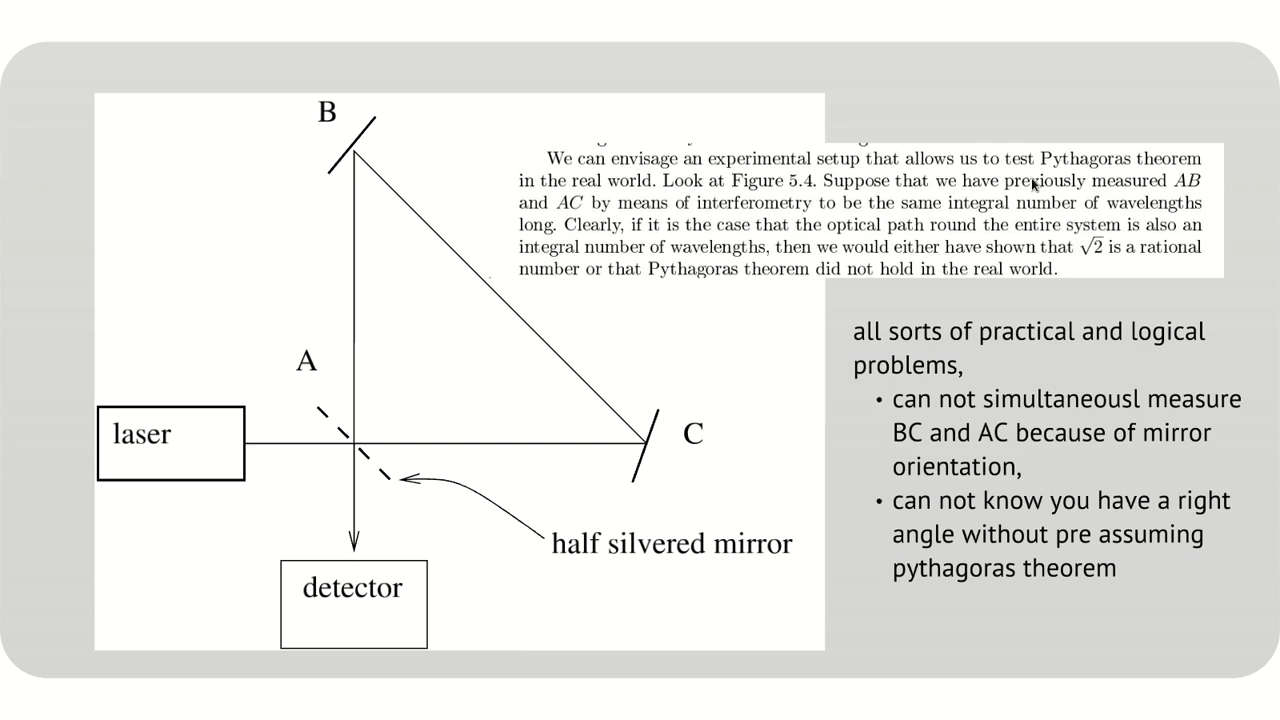 B
We can envisage an experimental setup that allows us to test Pythagoras theorem
in the real world. Look at Figure 5.4. Suppose that we have previously measured AB
and AC by means of interferometry to be the same integral number of wavelengths
long. Clearly, if it is the case that the optical path round the entire system is also an
integral number of wavelengths, then we would either have shown that √2 is a rational
number or that Pythagoras theorem did not hold in the real world.
all sorts of practical and logical
problems,
• can not simultaneousl measure
BC and AC because of mirror
orientation,
• can not know you have a right
angle without pre assuming
pythagoras theorem
A
laser
C
half silvered mirror
detector